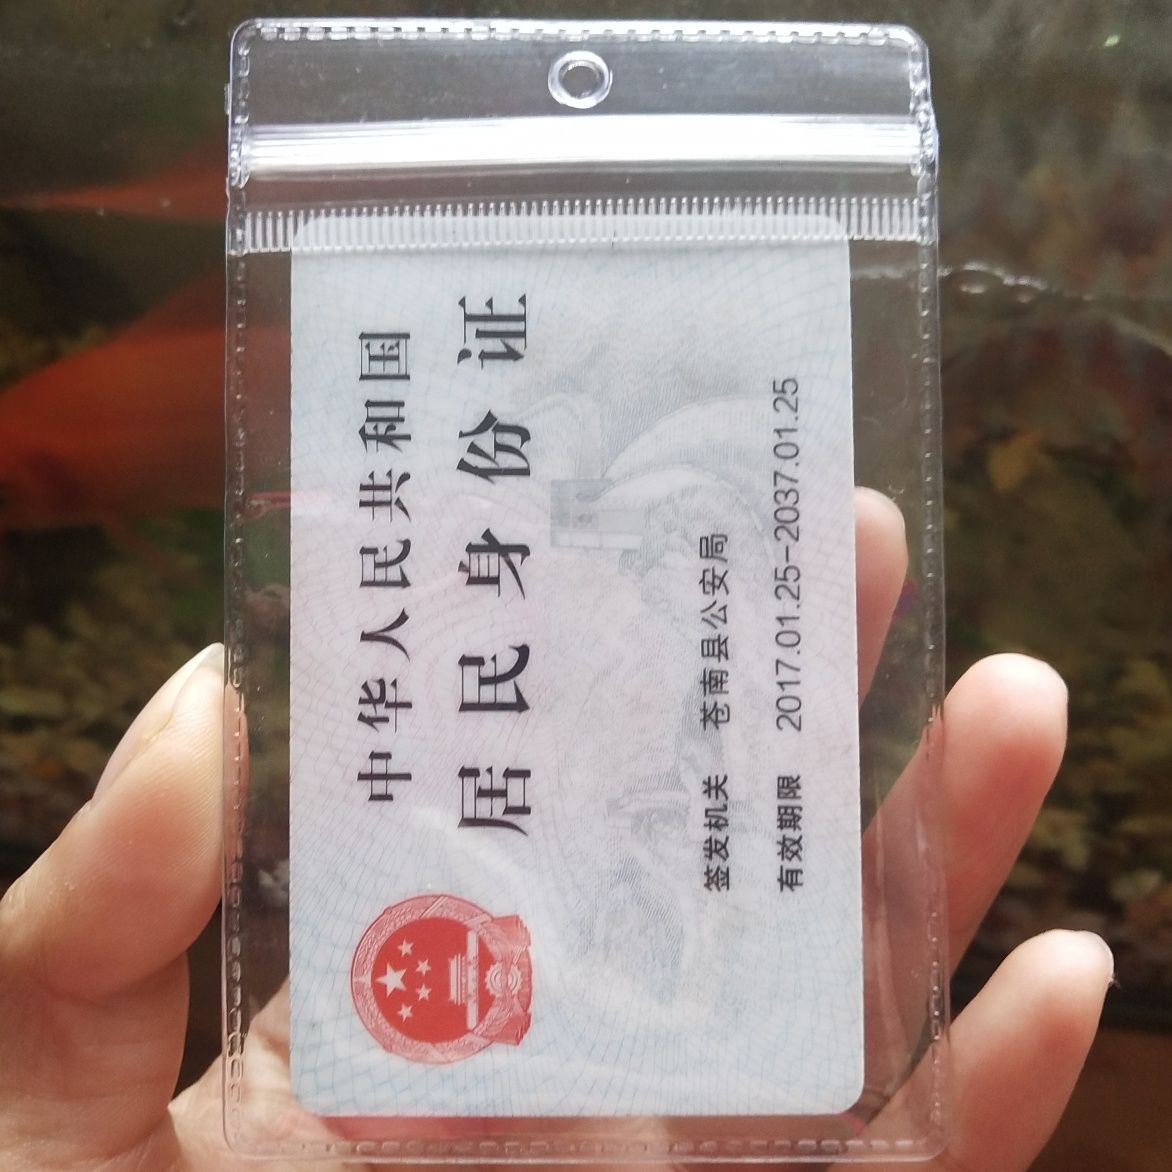 中华人民共和国
居民身份证
签发机关 苍南县公安局
有效期限 2017.01.25-2037.01.25